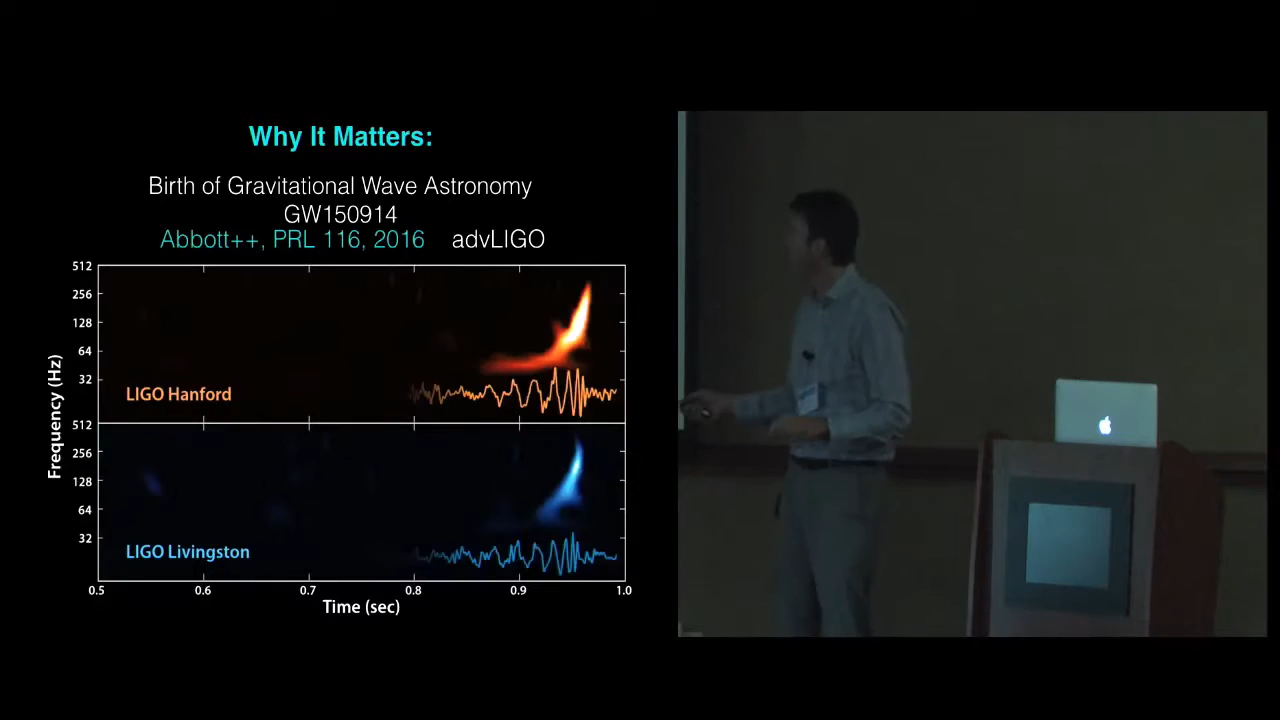 Why It Matters:
Birth of Gravitational Wave Astronomy
GW150914
Abbott++, PRL 116, 2016 advLIGO
512
256
128
64
32
LIGO Hanford
Frequency (Hz)
512
256
128
64
32
LIGO Livingston
0.5 0.6 0.7 0.8 0.9 1.0
Time (sec)